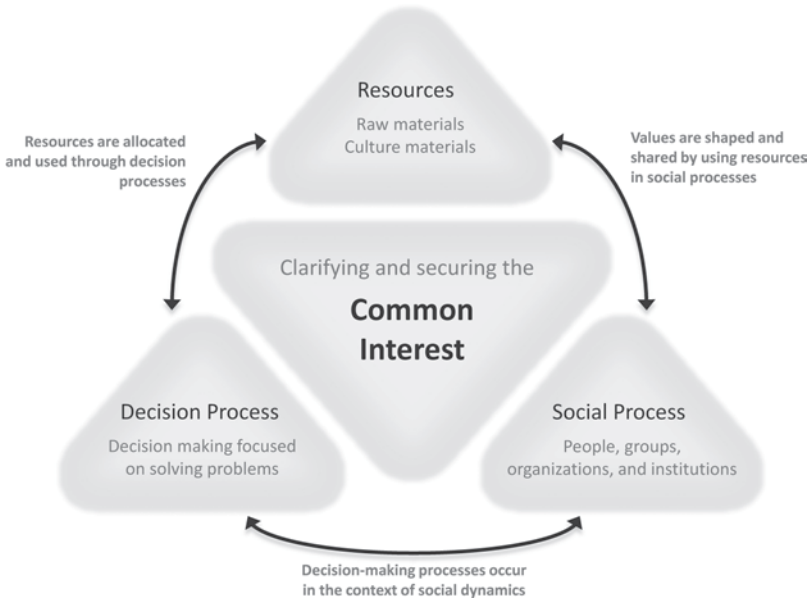 Resources
Raw materials
Culture materials
Resources are allocated
and used through decision
processes
Values are shaped and
shared by using resources
in social processes
Clarifying and securing the
Common
Interest
Decision Process
Decision making focused
on solving problems
Social Process
People, groups,
organizations, and institutions
Decision-making processes occur
in the context of social dynamics